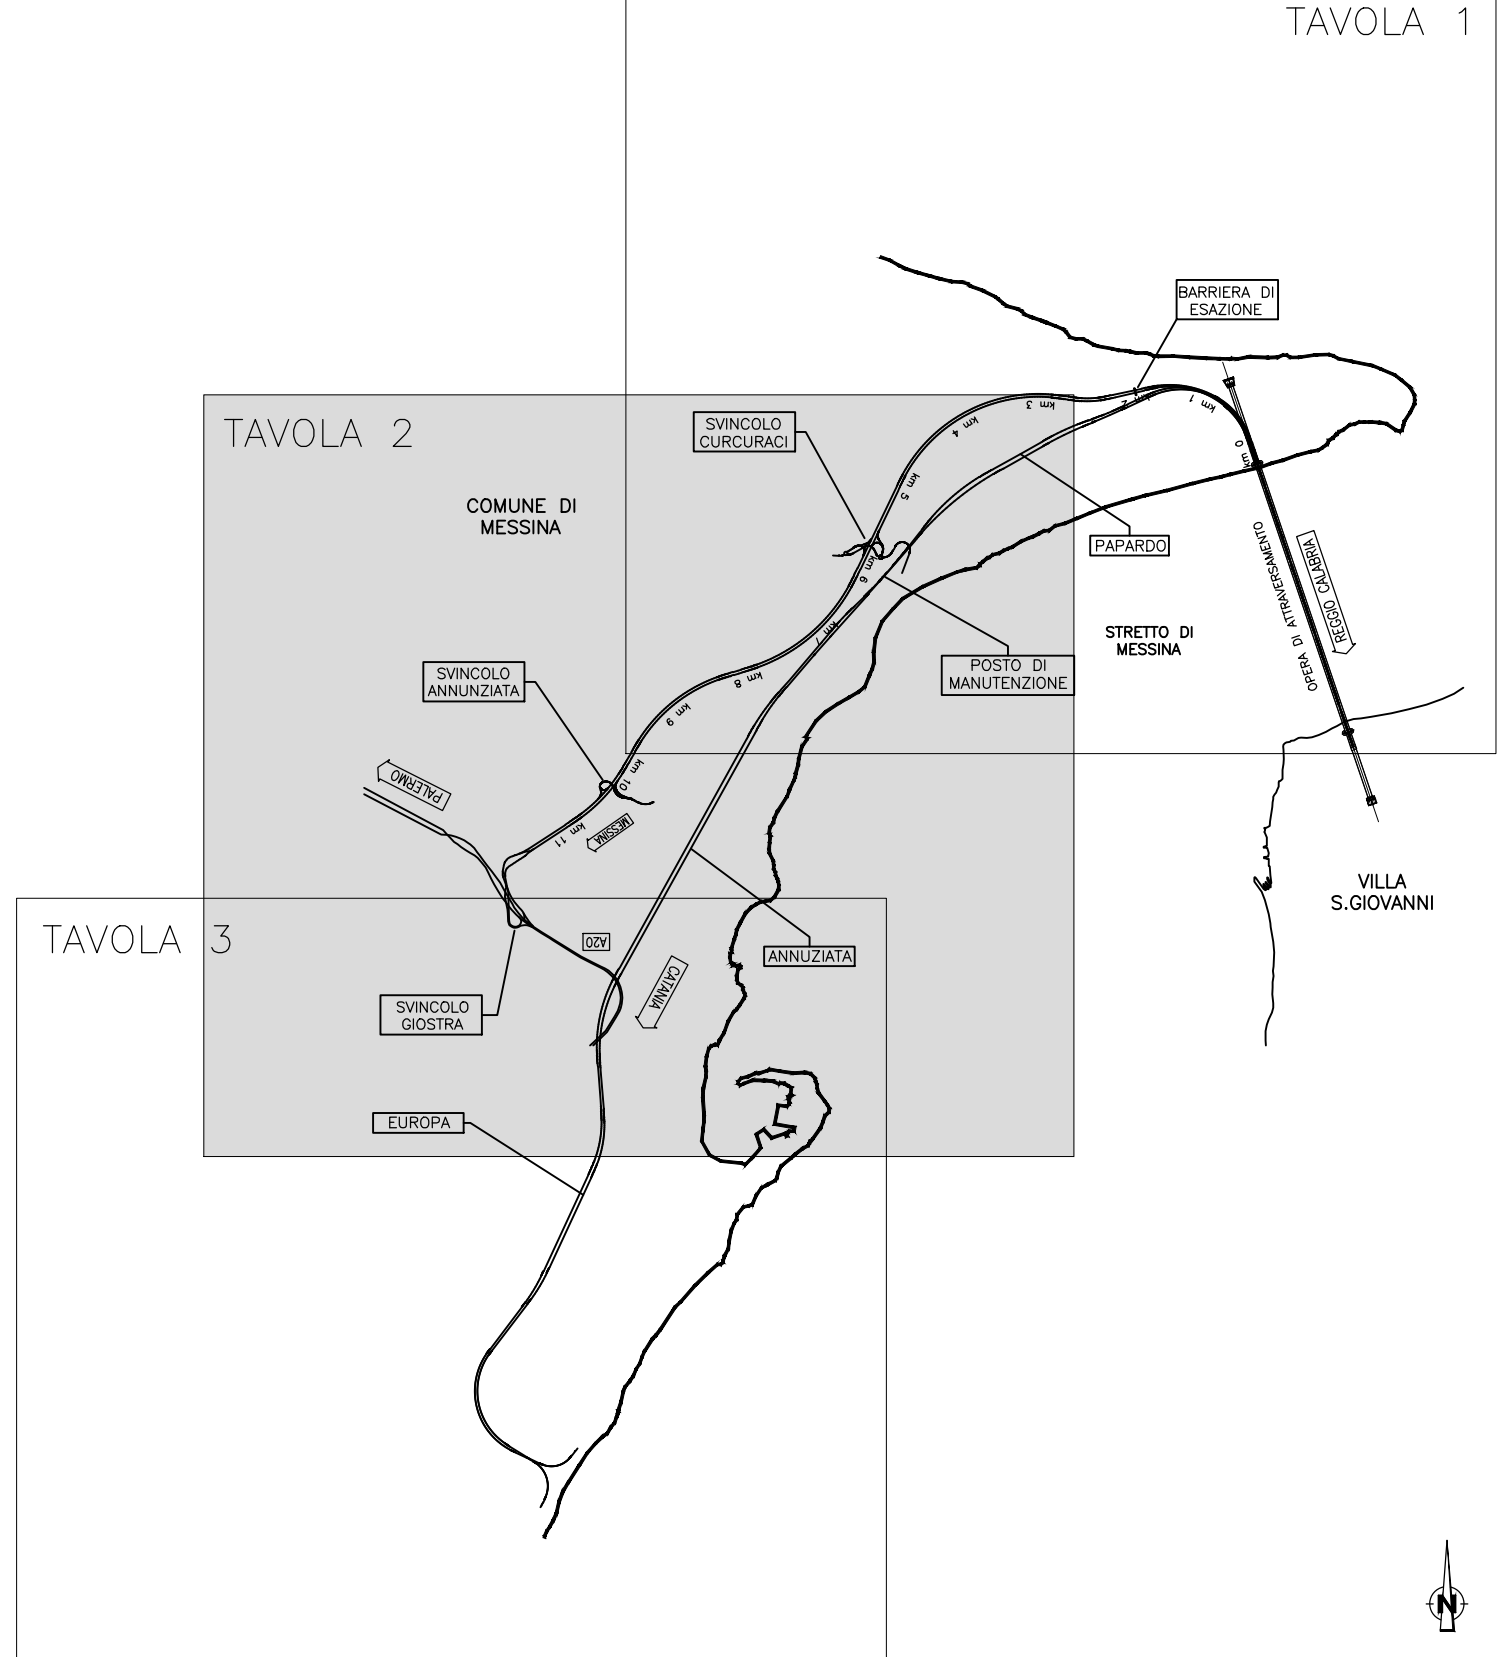 TAVOLA 1
BARRIERA DI
ESAZIONE
TAVOLA 2
SVINCOLO
CURCURACI
km 0
1 km
km 2
km 3
km 4
km 5
km 6
km 7
km 8
km 9
km 10
km 11
COMUNE DI
MESSINA
PAPARDO
OPERA DI ATTRAVERSAMENTO
REGGIO CALABRIA
STRETTO DI
MESSINA
POSTO DI
MANUTENZIONE
SVINCOLO
ANNUNZIATA
PALERMO
MESSINA
VILLA
S.GIOVANNI
TAVOLA 3
A20
ANNUZIATA
CATANIA
SVINCOLO
GIOSTRA
EUROPA
N